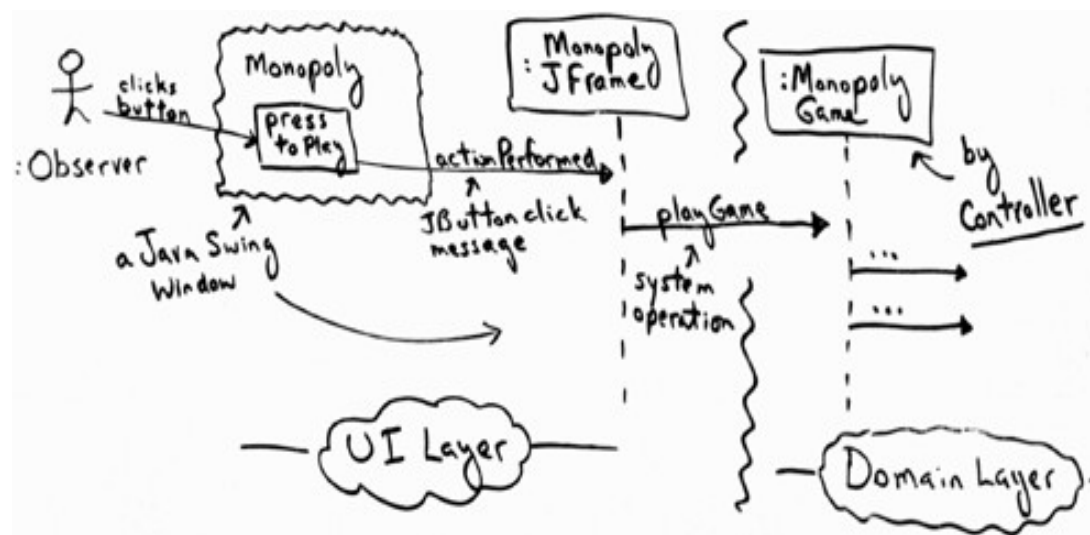 : Observer
clicks
button
Monopoly
press
to Play
actionPerformed
JButton click
message
a Java Swing
Window
Monopoly
: JFrame
playGame
system
operation
:Monopoly
Game
by
Controller
...
...
UI Layer
Domain Layer